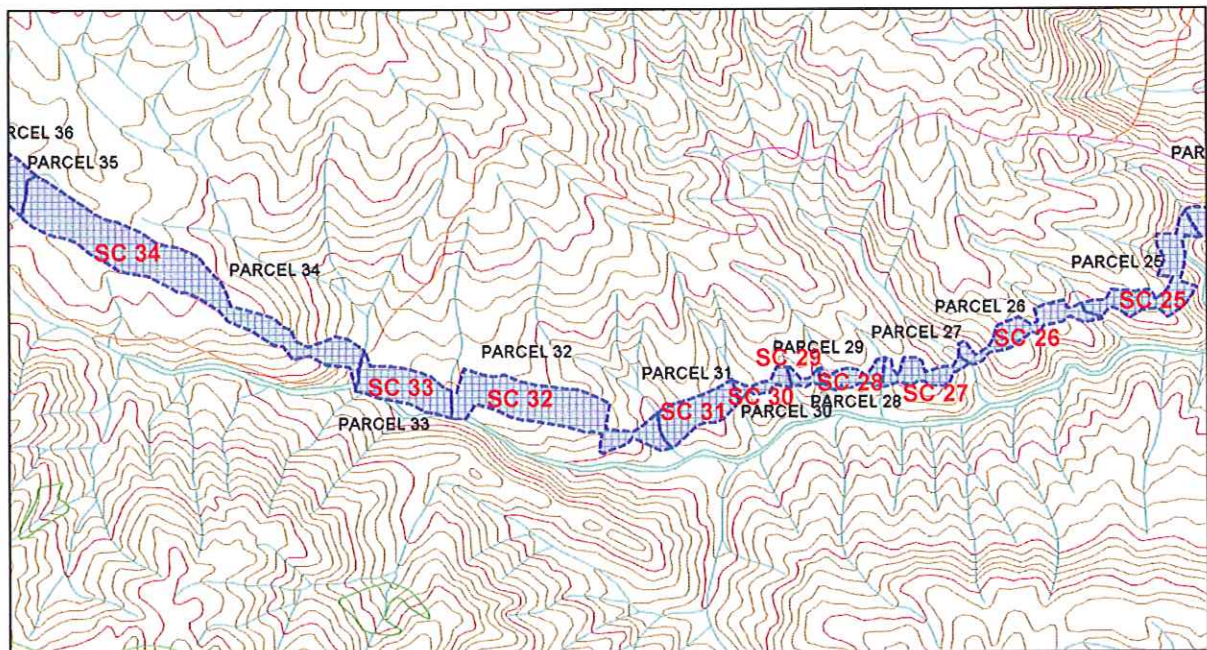 RCEL 36
PARCEL 35
PAR
SC 34
PARCEL 34
PARCEL 25
SC 25
PARCEL 26
SC 26
PARCEL 27
PARCEL 29
SC 29
PARCEL 32
PARCEL 31
SC 28
SC 27
SC 33
SC 32
SC 30
SC 31
PARCEL 28
PARCEL 30
PARCEL 33